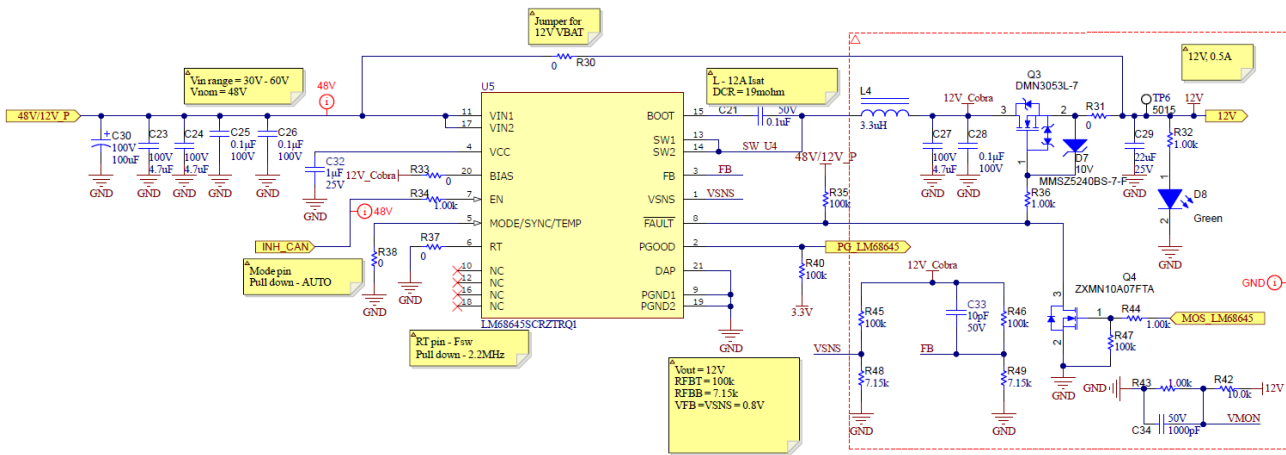 Jumper for
12V VBAT
R30
0
Vin range = 30V - 60V
Vnom = 48V
48V
48V/12V_P
C30
100V
100uF
C23
100V
4.7uF
C24
100V
4.7uF
C25
0.1µF
100V
C26
0.1µF
100V
GND
GND
GND
GND
GND
C32
1µF
25V
GND
12V_Cobra
R33
0
R34
1.00k
48V
INH_CAN
R38
0
GND
R37
0
GND
Mode pin
Pull down - AUTO
U5
11
VIN1
17
VIN2
4
VCC
20
BIAS
7
EN
5
MODE/SYNC/TEMP
6
RT
10
NC
12
NC
16
NC
18
NC
BOOT
15
SW1
13
SW2
14
FB
3
VSNS
1
FAULT
8
PGOOD
2
DAP
21
PGND1
9
PGND2
19
LM68645SCRZTRQ1
RT pin - Fsw
Pull down - 2.2MHz
GND
L - 12A Isat
DCR = 19mohm
C21
50V
0.1uF
SW_U4
FB
VSNS
48V/12V_P
R35
100k
PG_LM68645
R40
100k
3.3V
Vout = 12V
RFBT = 100k
RFBB = 7.15k
VFB =VSNS = 0.8V
L4
3.3uH
12V_Cobra
C27
100V
4.7uF
C28
0.1µF
100V
GND
GND
Q3
DMN3053L-7
3
2
1
D7
10V
MMSZ5240BS-7-F
R36
1.00k
R31
0
TP6
5015
12V
12V
12V, 0.5A
C29
22uF
25V
GND
R32
1.00k
1
D8
Green
2
GND
12V_Cobra
R45
100k
C33
10pF
50V
R46
100k
VSNS
FB
R48
7.15k
R49
7.15k
GND
GND
Q4
ZXMN10A07FTA
3
1
2
R44
1.00k
MOS_LM68645
R47
100k
GND
GND
GND
GND
R43
1.00k
R42
10.0k
12V
C34
50V
1000pF
VMON